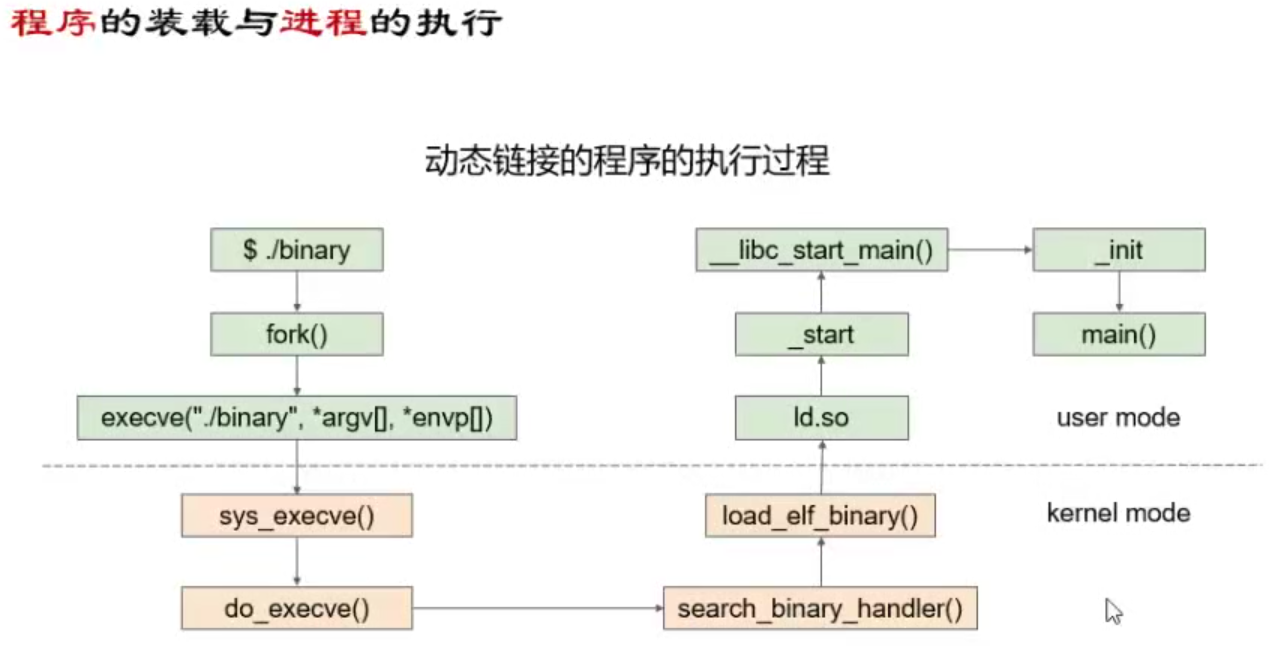 程序的装载与进程的执行
动态链接的程序的执行过程
$ ./binary
fork()
execve("./binary", *argv[], *envp[])
sys_execve()
do_execve()
search_binary_handler()
load_elf_binary()
ld.so
_start
__libc_start_main()
_init
main()
user mode
kernel mode